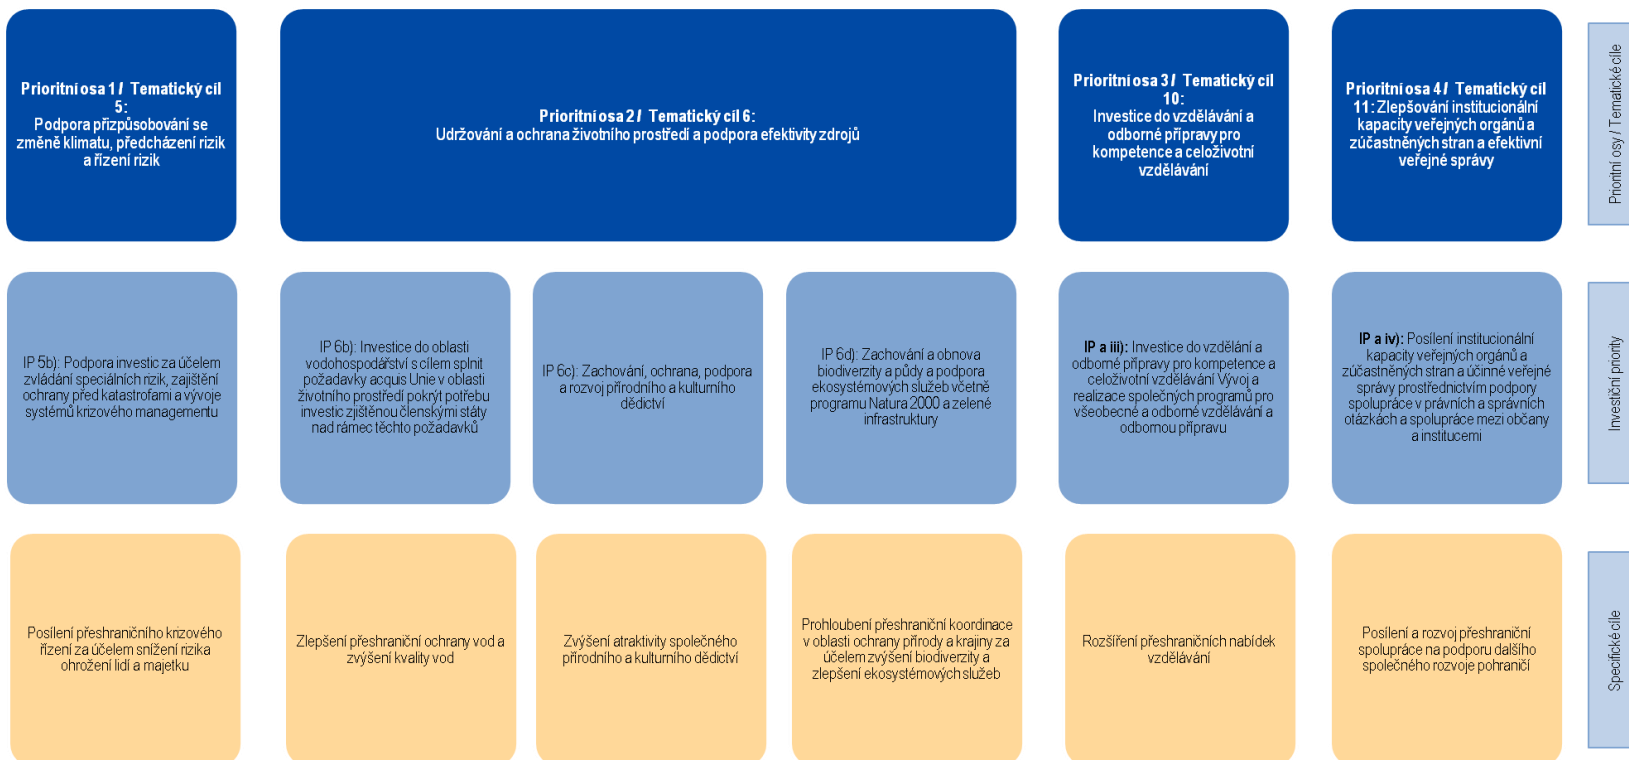 Prioritní osa 1 / Tematický cíl
5:
Podpora přizpůsobování se
změně klimatu, předcházení rizik
a řízení rizik
Prioritní osa 2 / Tematický cíl 6:
Udržování a ochrana životního prostředí a podpora efektivity zdrojů
Prioritní osa 3 / Tematický cíl
10:
Investice do vzdělávání a
odborné přípravy pro
kompetence a celoživotní
vzdělávání
Prioritní osa 4 / Tematický cíl
11: Zlepšování institucionální
kapacity veřejných orgánů a
zúčastněných stran a efektivní
veřejné správy
Prioritní osy / Tematické cíle
IP 5b): Podpora investic za účelem
zvládání speciálních rizik, zajištění
ochrany před katastrofami a vývoje
systémů krizového managementu
IP 6b): Investice do oblasti
vodohospodářství s cílem splnit
požadavky acquis Unie v oblasti
životního prostředí pokrýt potřebu
investic zjištěnou členskými státy
nad rámec těchto požadavků
IP 6c): Zachování, ochrana, podpora
a rozvoj přírodního a kulturního
dědictví
IP 6d): Zachování a obnova
biodiverzity a půdy a podpora
ekosystémových služeb včetně
programu Natura 2000 a zelené
infrastruktury
IP a iii): Investice do vzdělání a
odborné přípravy pro kompetence a
celoživotní vzdělávání Vývoj a
realizace společných programů pro
všeobecné a odborné vzdělávání a
odbornou přípravu
IP a iv): Posílení institucionální
kapacity veřejných orgánů a
zúčastněných stran a účinné veřejné
správy prostřednictvím podpory
spolupráce v právních a správních
otázkách a spolupráce mezi občany
a institucemi
Investiční priority
Posílení přeshraničního krizového
řízení za účelem snížení rizika
ohrožení lidí a majetku
Zlepšení přeshraniční ochrany vod a
zvýšení kvality vod
Zvýšení atraktivity společného
přírodního a kulturního dědictví
Prohloubení přeshraniční koordinace
v oblasti ochrany přírody a krajiny za
účelem zvýšení biodiverzity a
zlepšení ekosystémových služeb
Rozšíření přeshraničních nabídek
vzdělávání
Posílení a rozvoj přeshraniční
spolupráce na podporu dalšího
společného rozvoje pohraničí
Specifické cíle